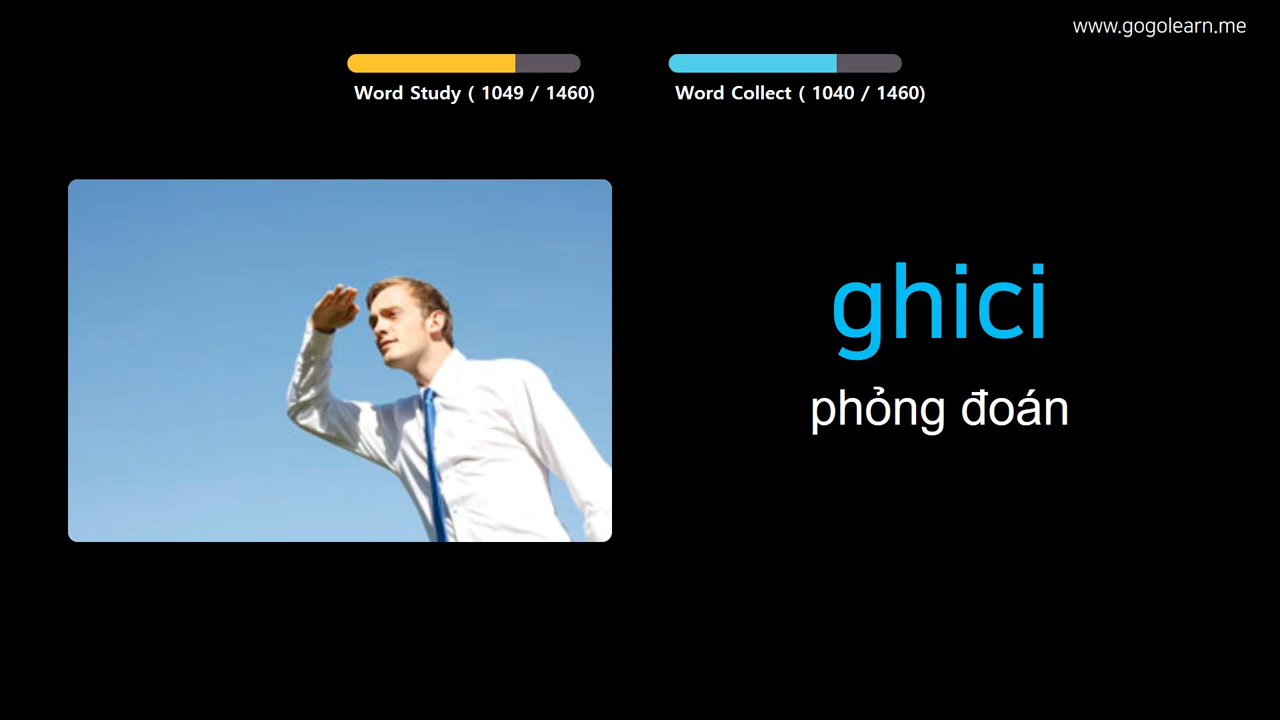 www.gogolearn.me
Word Study ( 1049 / 1460)
Word Collect ( 1040 / 1460)
ghici
phỏng đoán